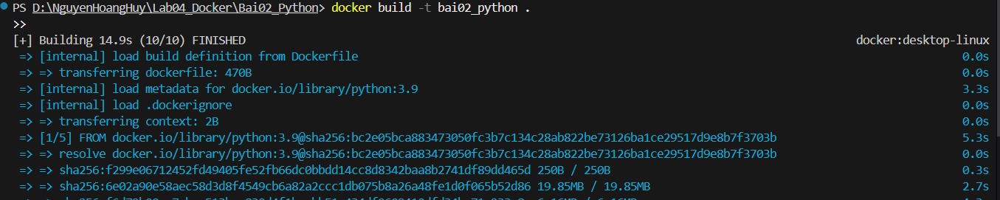 PS D:\NguyenHoangHuy\Lab04_Docker\Bai02_Python> docker build -t bai02_python .
>>
[+] Building 14.9s (10/10) FINISHED docker:desktop-linux
=> [internal] load build definition from Dockerfile 0.0s
=> => transferring dockerfile: 470B 0.0s
=> [internal] load metadata for docker.io/library/python:3.9 3.3s
=> [internal] load .dockerignore 0.0s
=> => transferring context: 2B 0.0s
=> [1/5] FROM docker.io/library/python:3.9@sha256:bc2e05bca883473050fc3b7c134c28ab822be73126ba1ce29517d9e8b7f3703b 5.3s
=> => resolve docker.io/library/python:3.9@sha256:bc2e05bca883473050fc3b7c134c28ab822be73126ba1ce29517d9e8b7f3703b 0.0s
=> => sha256:f299e06712452fd49405fe52fb66dc0bbdd14cc8d8342baa8b2741df89dd465d 250B / 250B 0.3s
=> => sha256:6e02a90e58aec58d3d8f4549cb6a82a2ccc1db075b8a26a48fe1d0f065b52d86 19.85MB / 19.85MB 2.7s